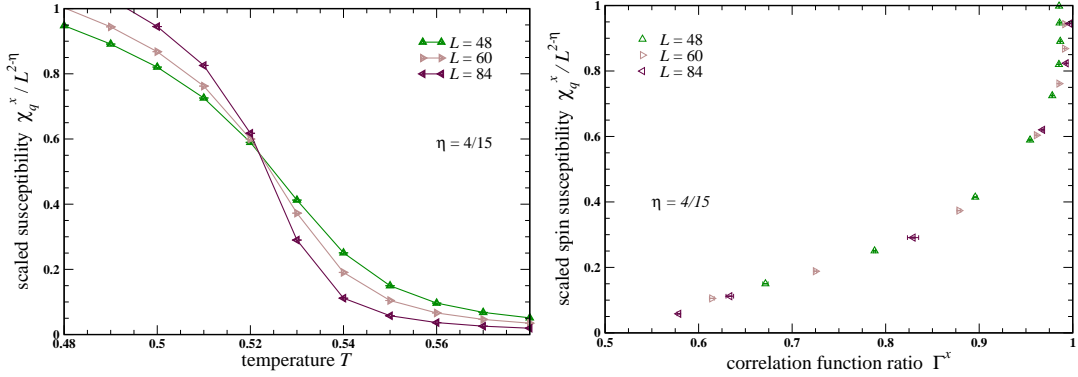 1
0.8
0.6
0.4
0.2
0
0.48
0.5
0.52
0.54
0.56
scaled susceptibility χ_q^x / L^{2-η}
temperature T
L = 48
L = 60
L = 84
η = 4/15
1
0.8
0.6
0.4
0.2
0
0.5
0.6
0.7
0.8
0.9
1
scaled spin susceptibility χ_q^x / L^{2-η}
correlation function ratio Γ^x
L = 48
L = 60
L = 84
η = 4/15